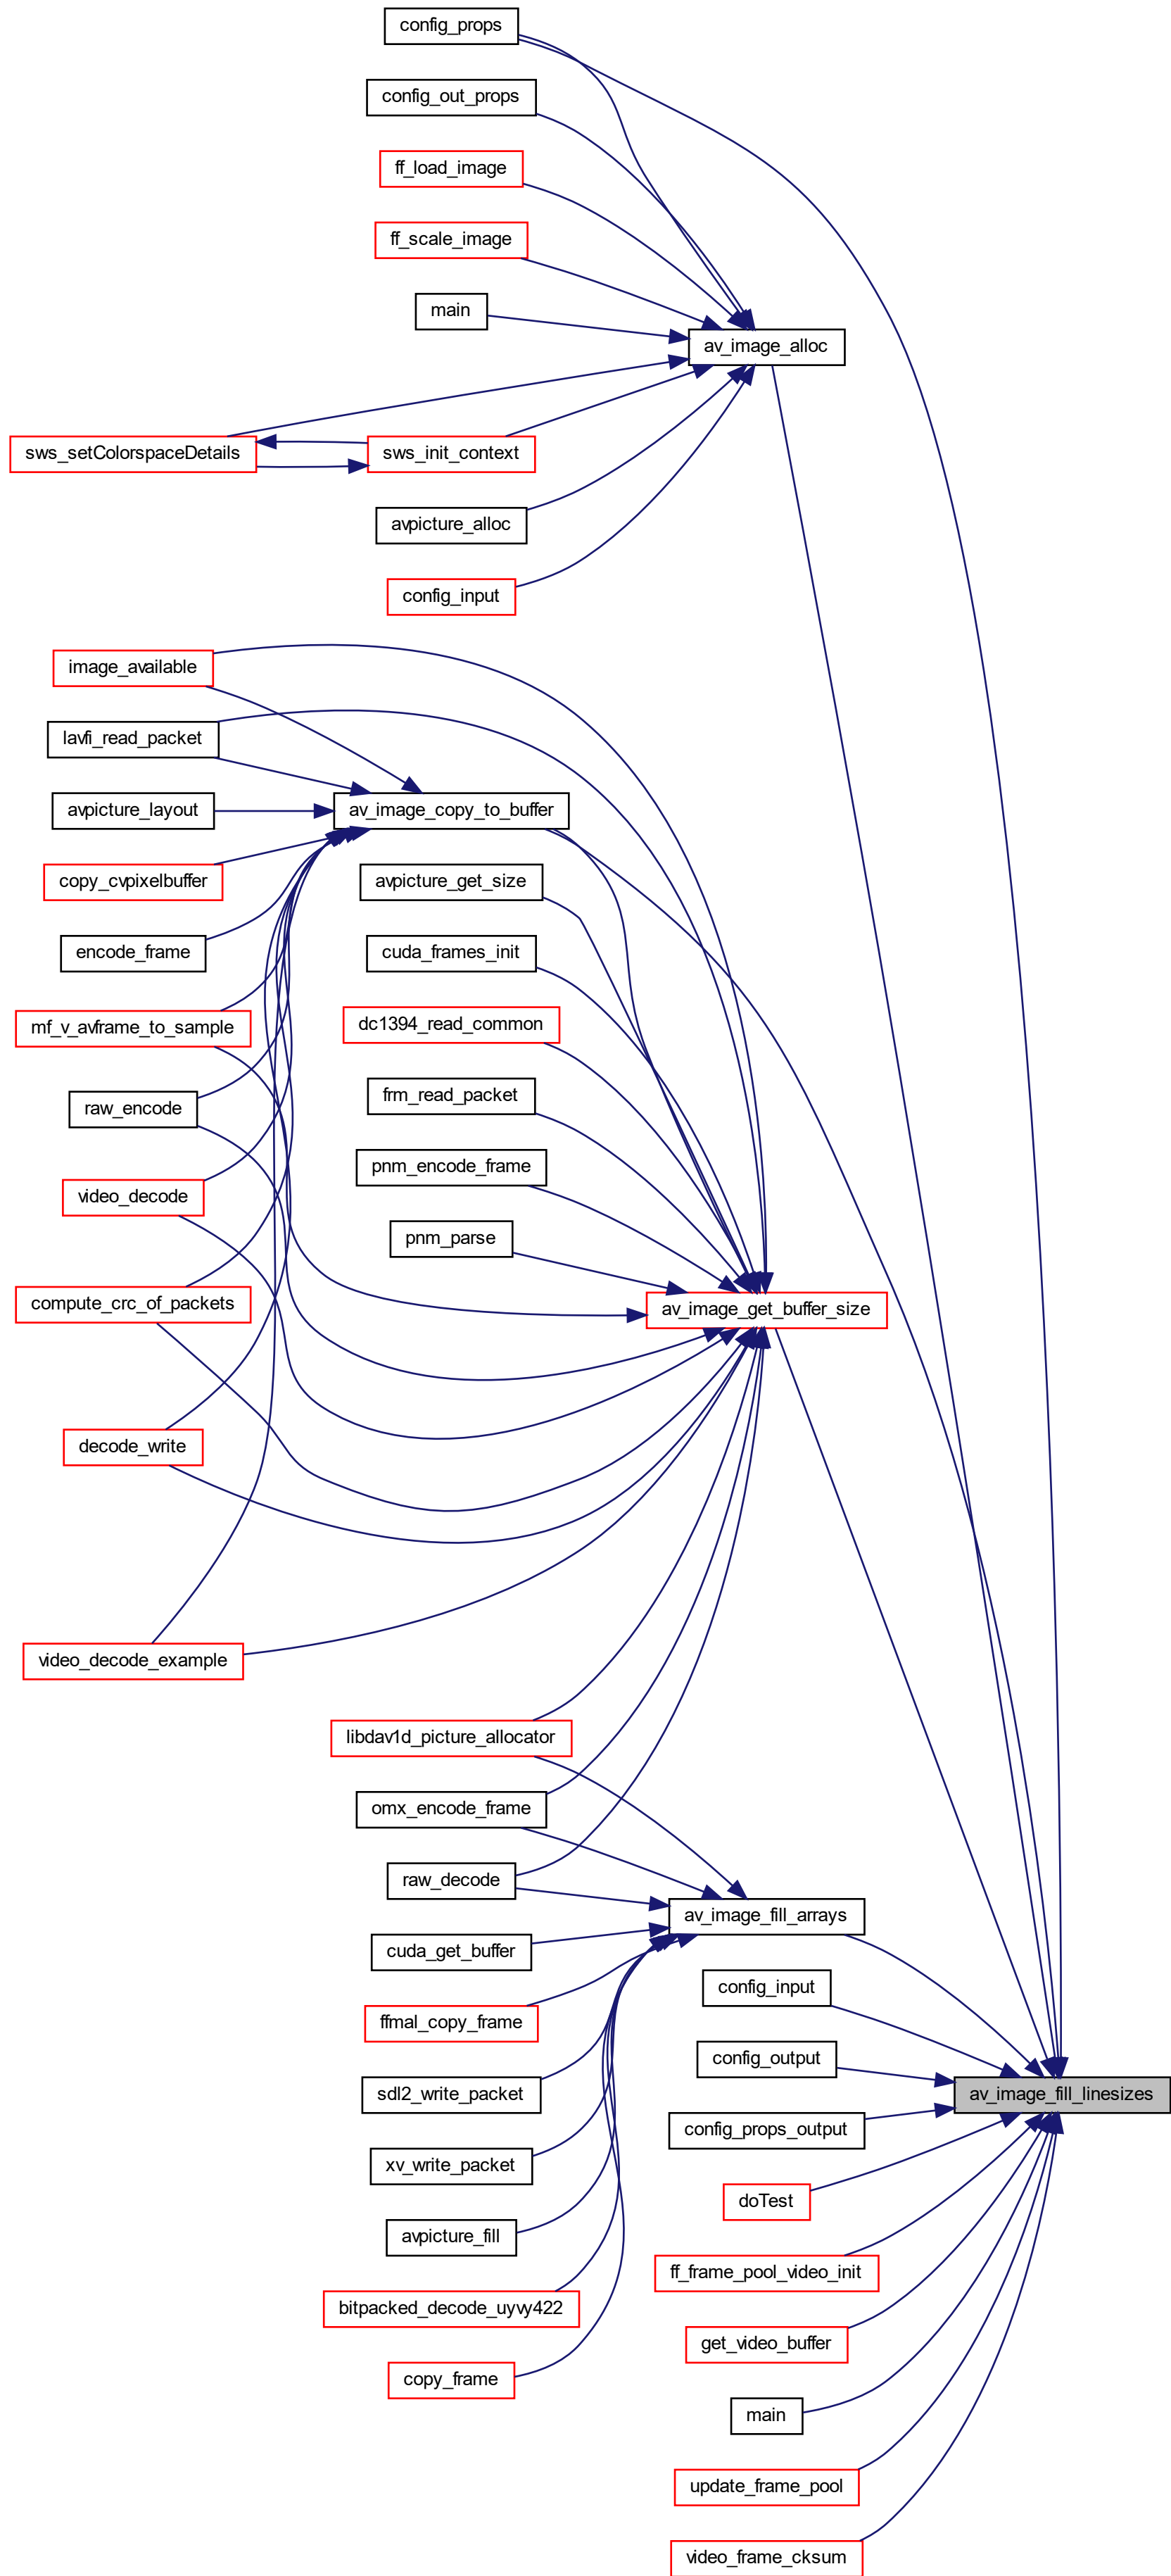 config_props
config_out_props
ff_load_image
ff_scale_image
main
av_image_alloc
sws_setColorspaceDetails
sws_init_context
avpicture_alloc
config_input
image_available
lavfi_read_packet
avpicture_layout
av_image_copy_to_buffer
copy_cvpixelbuffer
avpicture_get_size
encode_frame
cuda_frames_init
mf_v_avframe_to_sample
dc1394_read_common
raw_encode
frm_read_packet
pnm_encode_frame
video_decode
pnm_parse
compute_crc_of_packets
av_image_get_buffer_size
decode_write
video_decode_example
libdav1d_picture_allocator
omx_encode_frame
raw_decode
av_image_fill_arrays
cuda_get_buffer
config_input
ffmal_copy_frame
config_output
sdl2_write_packet
av_image_fill_linesizes
config_props_output
xv_write_packet
doTest
avpicture_fill
ff_frame_pool_video_init
bitpacked_decode_uyvy422
get_video_buffer
copy_frame
main
update_frame_pool
video_frame_cksum